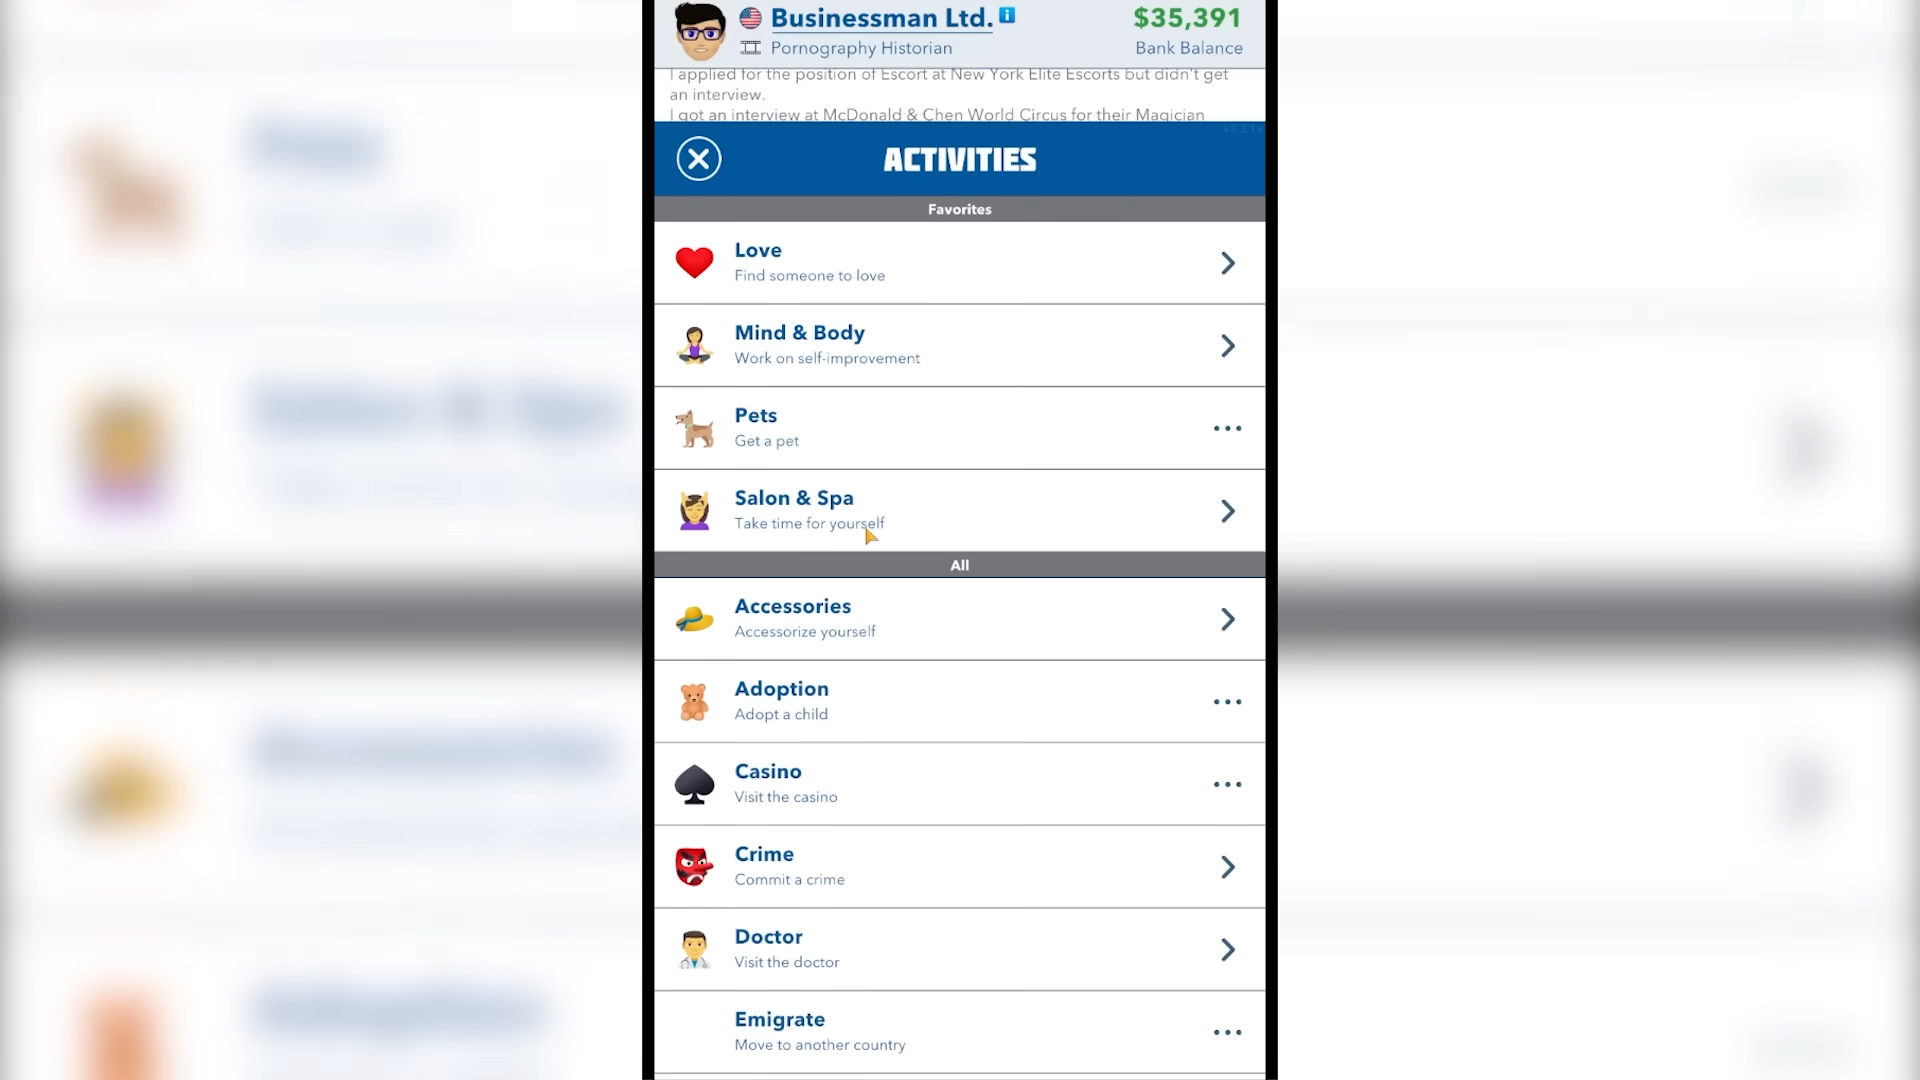 Businessman Ltd.
$35,391
Pornography Historian
Bank Balance
I applied for the position of Escort at New York Elite Escorts but didn't get
an interview.
I got an interview at McDonald & Chen World Circus for their Magician
v3.3.1a
ACTIVITIES
Favorites
Love
Find someone to love
Mind & Body
Work on self-improvement
Pets
Get a pet
Salon & Spa
Take time for yourself
All
Accessories
Accessorize yourself
Adoption
Adopt a child
Casino
Visit the casino
Crime
Commit a crime
Doctor
Visit the doctor
Emigrate
Move to another country